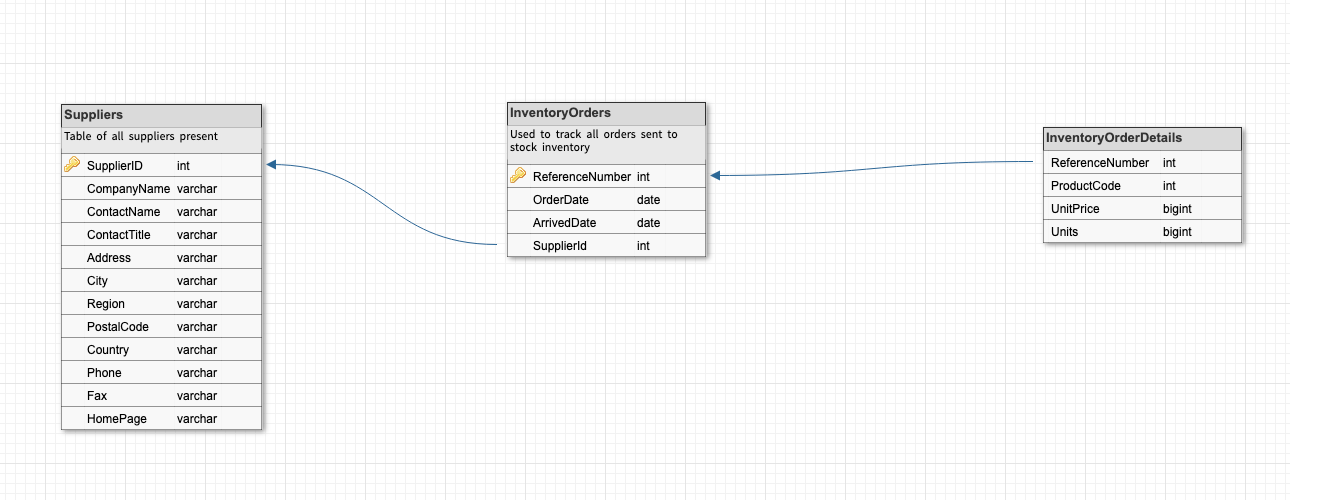 Suppliers
Table of all suppliers present
SupplierID int
CompanyName varchar
ContactName varchar
ContactTitle varchar
Address varchar
City varchar
Region varchar
PostalCode varchar
Country varchar
Phone varchar
Fax varchar
HomePage varchar
InventoryOrders
Used to track all orders sent to
stock inventory
ReferenceNumber int
OrderDate date
ArrivedDate date
SupplierId int
InventoryOrderDetails
ReferenceNumber int
ProductCode int
UnitPrice bigint
Units bigint